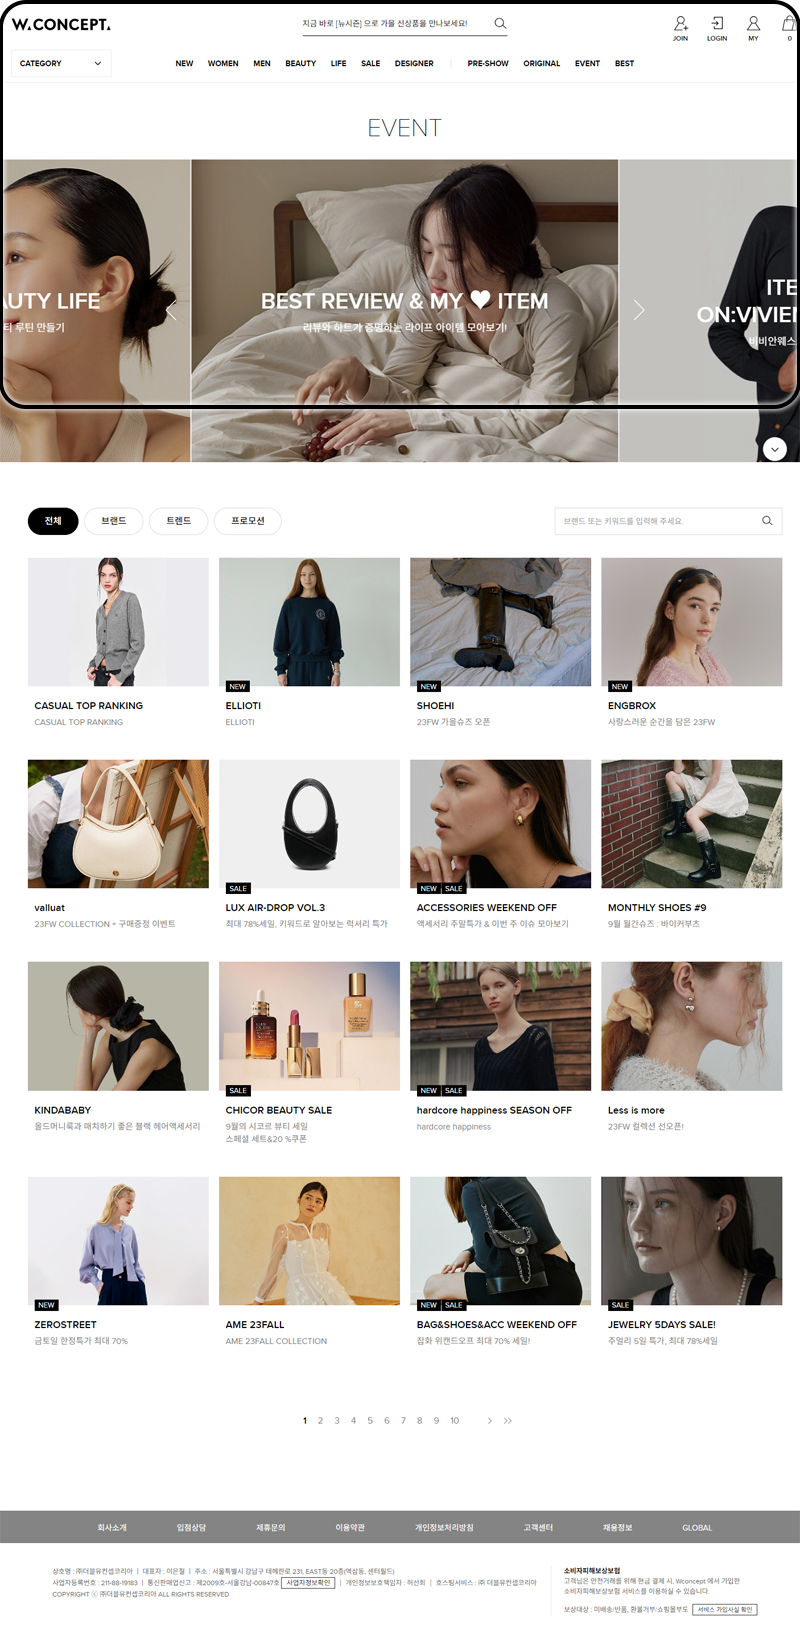 W.CONCEPT.
지금 바로 [뉴시즌] 으로 가을 신상품을 만나보세요!
JOIN LOGIN MY 0
CATEGORY NEW WOMEN MEN BEAUTY LIFE SALE DESIGNER PRE-SHOW ORIGINAL EVENT BEST
EVENT
AUTY LIFE
티 루틴 만들기
BEST REVIEW & MY ♥ ITEM
리뷰와 하트가 증명하는 라이프 아이템 모아보기!
ITE
ON:VIVIEN
비비안웨스
전체 브랜드 트렌드 프로모션
브랜드 또는 키워드를 입력해 주세요.
NEW NEW NEW
CASUAL TOP RANKING ELLIOTI SHOEHI ENGBROX
CASUAL TOP RANKING ELLIOTI 23FW 가을슈즈 오픈 사랑스러운 순간을 담은 23FW
SALE NEW SALE
valluat LUX AIR-DROP VOL.3 ACCESSORIES WEEKEND OFF MONTHLY SHOES #9
23FW COLLECTION + 구매증정 이벤트 최대 78%세일, 키워드로 알아보는 럭셔리 특가 액세서리 주말특가 & 이번 주 이슈 모아보기 9월 월간슈즈 : 바이커부츠
SALE NEW SALE
KINDABABY CHICOR BEAUTY SALE hardcore happiness SEASON OFF Less is more
올드머니룩과 매치하기 좋은 블랙 헤어액세서리 9월의 시코르 뷰티 세일 hardcore happiness 23FW 컬렉션 선오픈!
스페셜 세트&20 %쿠폰
NEW NEW SALE SALE
ZEROSTREET AME 23FALL BAG&SHOES&ACC WEEKEND OFF JEWELRY 5DAYS SALE!
금토일 한정특가 최대 70% AME 23FALL COLLECTION 잡화 위캔드오프 최대 70% 세일! 주얼리 5일 특가, 최대 78%세일
1 2 3 4 5 6 7 8 9 10
회사소개 입점상담 제휴문의 이용약관 개인정보처리방침 고객센터 채용정보 GLOBAL
상호명 : ㈜더블유컨셉코리아 | 대표자 : 이은철 | 주소 : 서울특별시 강남구 테헤란로 231, EAST동 20층(역삼동, 센터필드)
사업자등록번호 : 211-88-19183 | 통신판매업신고 : 제2009호-서울강남-00847호 사업자정보확인 | 개인정보보호책임자 : 허선희 | 호스팅서비스 : ㈜ 더블유컨셉코리아
COPYRIGHT ⓒ ㈜더블유컨셉코리아 ALL RIGHTS RESERVED
소비자피해보상보험
고객님은 안전거래를 위해 현금 결제 시, Wconcept 에서 가입한
소비자피해보상보험 서비스를 이용하실 수 있습니다.
보상대상 : 미배송/반품, 환불거부/쇼핑몰부도 서비스 가입사실 확인